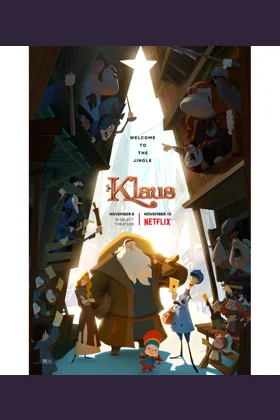 WELCOME
TO THE
JINGLE
Klaus
NOVEMBER 8
IN SELECT
THEATERS
NOVEMBER 15
NETFLIX